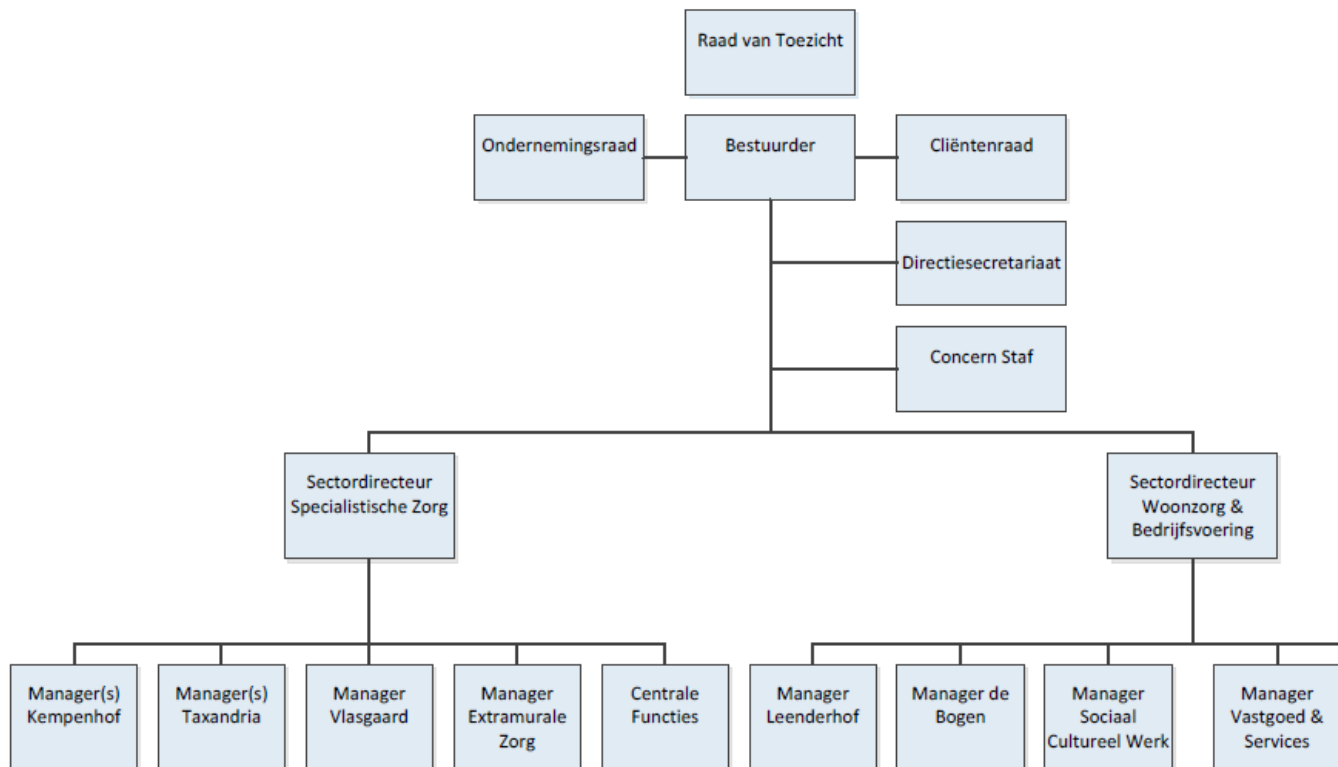 Raad van Toezicht
Ondernemingsraad
Bestuurder
Cliëntenraad
Directiesecretariaat
Concern Staf
Sectordirecteur
Specialistische Zorg
Sectordirecteur
Woonzorg &
Bedrijfsvoering
Manager(s)
Kempenhof
Manager(s)
Taxandria
Manager
Vlasgaard
Manager
Extramurale
Zorg
Centrale
Functies
Manager
Leenderhof
Manager de
Bogen
Manager
Sociaal
Cultureel Werk
Manager
Vastgoed &
Services